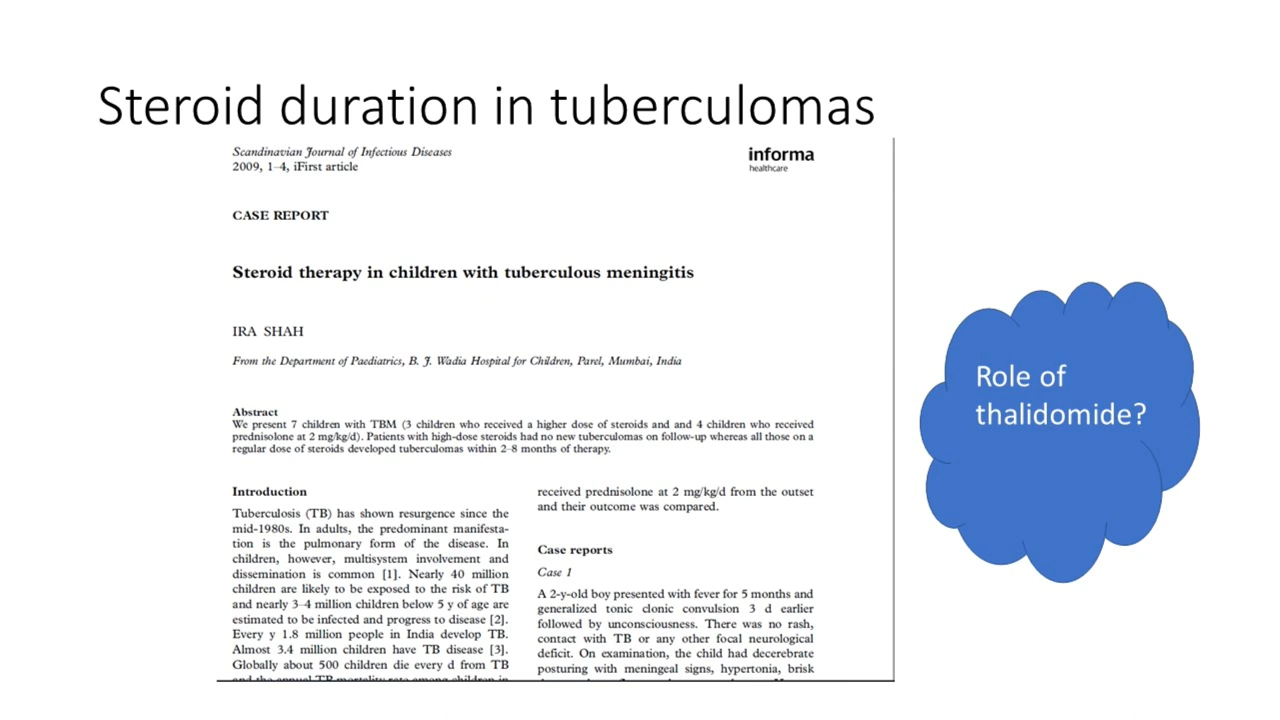 Steroid duration in tuberculomas
Scandinavian Journal of Infectious Diseases
2009, 1–4, iFirst article
informa
healthcare
CASE REPORT
Steroid therapy in children with tuberculous meningitis
IRA SHAH
From the Department of Paediatrics, B. J. Wadia Hospital for Children, Parel, Mumbai, India
Abstract
We present 7 children with TBM (3 children who received a higher dose of steroids and and 4 children who received
prednisolone at 2 mg/kg/d). Patients with high-dose steroids had no new tuberculomas on follow-up whereas all those on a
regular dose of steroids developed tuberculomas within 2–8 months of therapy.
Introduction
Tuberculosis (TB) has shown resurgence since the
mid-1980s. In adults, the predominant manifesta-
tion is the pulmonary form of the disease. In
children, however, multisystem involvement and
dissemination is common [1]. Nearly 40 million
children are likely to be exposed to the risk of TB
and nearly 3–4 million children below 5 y of age are
estimated to be infected and progress to disease [2].
Every y 1.8 million people in India develop TB.
Almost 3.4 million children have TB disease [3].
Globally about 500 children die every d from TB
and the annual TB mortality rate among children in
received prednisolone at 2 mg/kg/d from the outset
and their outcome was compared.
Case reports
Case 1
A 2-y-old boy presented with fever for 5 months and
generalized tonic clonic convulsion 3 d earlier
followed by unconsciousness. There was no rash,
contact with TB or any other focal neurological
deficit. On examination, the child had decerebrate
posturing with meningeal signs, hypertonia, brisk
Role of
thalidomide?